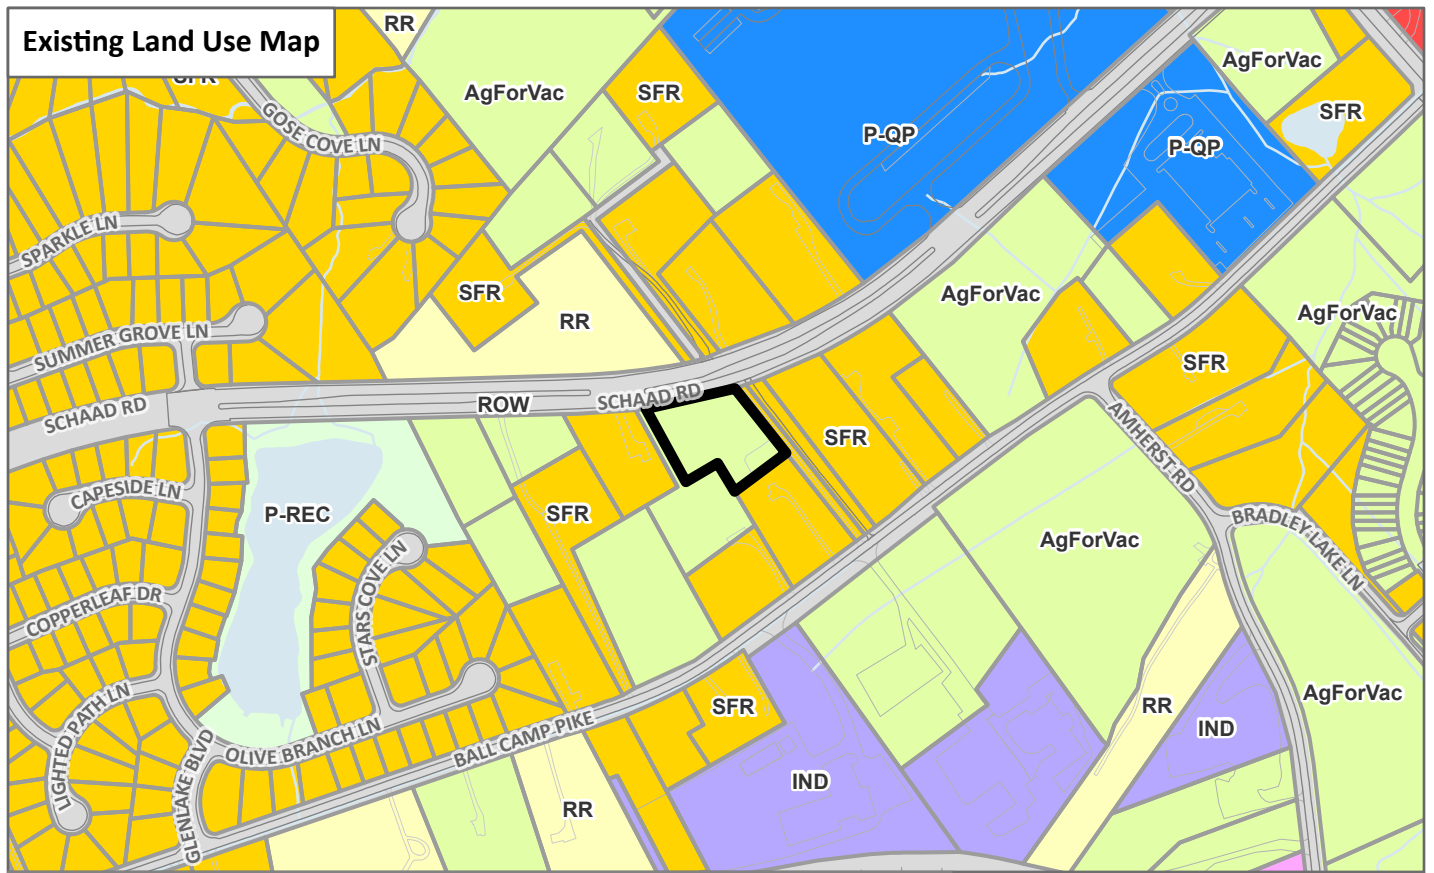 Existing Land Use Map
RR
SFR
AgForVac
SFR
AgForVac
SFR
P-QP
P-QP
GOSE COVE LN
SPARKLE LN
SFR
RR
AgForVac
AgForVac
SUMMER GROVE LN
SFR
SCHAAD RD
ROW
SCHAAD RD
SFR
AMHERST RD
CAPESIDE LN
P-REC
SFR
AgForVac
BRADLEY LAKE LN
COPPERLEAF DR
STARS COVE LN
LIGHTED PATH LN
SFR
RR
AgForVac
IND
GLENLAKE BLVD
OLIVE BRANCH LN
BALL CAMP PIKE
IND
RR